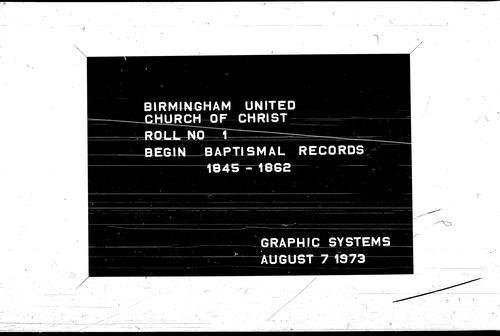 BIRMINGHAM UNITED
CHURCH OF CHRIST
ROLL NO 1
BEGIN BAPTISMAL RECORDS
1845 - 1862
GRAPHIC SYSTEMS
AUGUST 7 1973